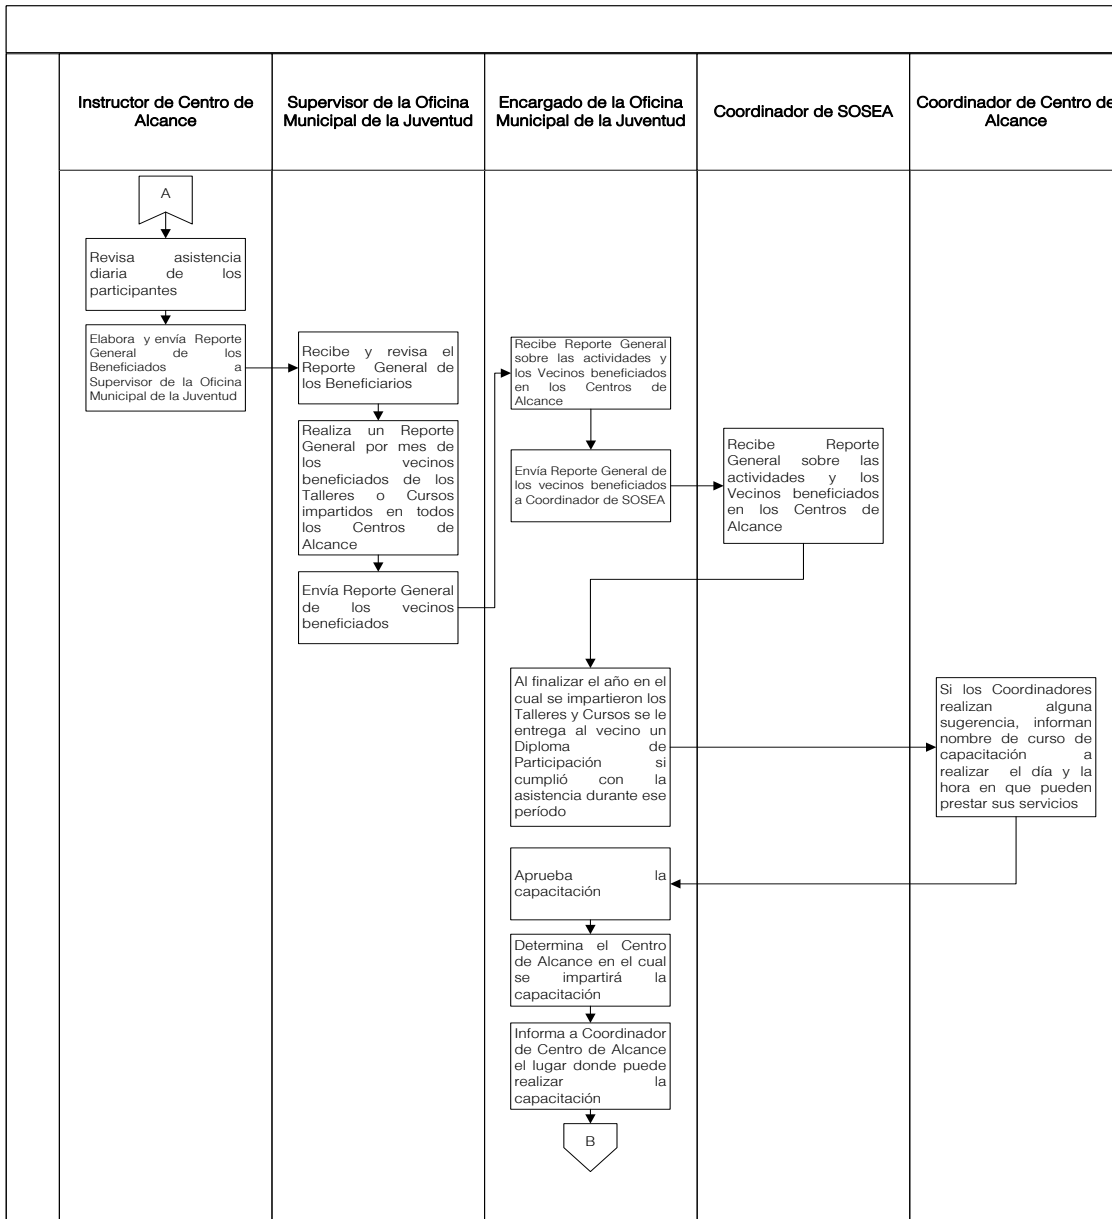 Instructor de Centro de
Alcance
Supervisor de la Oficina
Municipal de la Juventud
Encargado de la Oficina
Municipal de la Juventud
Coordinador de SOSEA
Coordinador de Centro de
Alcance
A
Revisa asistencia
diaria de los
participantes
Elabora y envía Reporte
General de los
Beneficiados a
Supervisor de la Oficina
Municipal de la Juventud
Recibe y revisa el
Reporte General de
los Beneficiarios
Realiza un Reporte
General por mes de
los vecinos
beneficiados de los
Talleres o Cursos
impartidos en todos
los Centros de
Alcance
Envía Reporte General
de los vecinos
beneficiados
Recibe Reporte General
sobre las actividades y
los Vecinos beneficiados
en los Centros de
Alcance
Envía Reporte General de
los vecinos beneficiados
a Coordinador de SOSEA
Recibe Reporte
General sobre las
actividades y los
Vecinos beneficiados
en los Centros de
Alcance
Al finalizar el año en el
cual se impartieron los
Talleres y Cursos se le
entrega al vecino un
Diploma de
Participación si
cumplió con la
asistencia durante ese
período
Si los Coordinadores
realizan alguna
sugerencia, informan
nombre de curso de
capacitación a
realizar el día y la
hora en que pueden
prestar sus servicios
Aprueba la
capacitación
Determina el Centro
de Alcance en el cual
se impartirá la
capacitación
Informa a Coordinador
de Centro de Alcance
el lugar donde puede
realizar la
capacitación
B